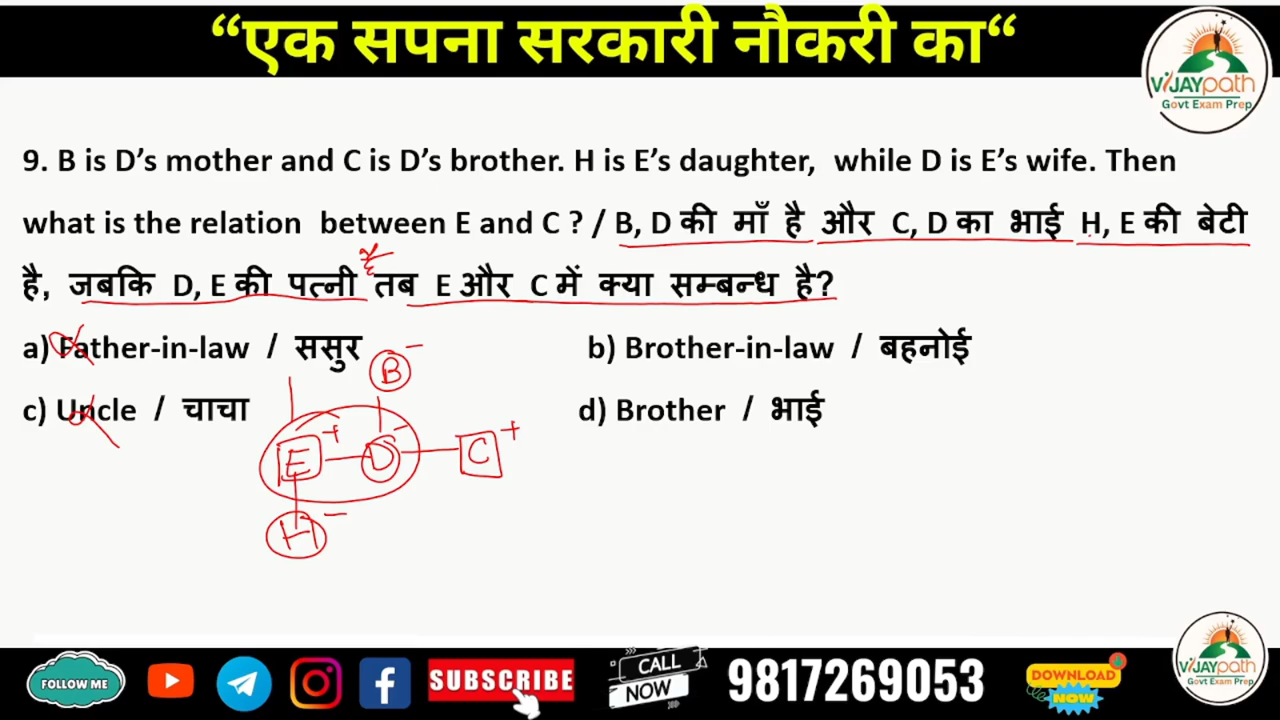 “एक सपना सरकारी नौकरी का“
ViJAYpath
Govt Exam Prep
9. B is D’s mother and C is D’s brother. H is E’s daughter, while D is E’s wife. Then
what is the relation between E and C ? / B, D की माँ है और C, D का भाई H, E की बेटी
है, जबकि D, E की पत्नी तब E और C में क्या सम्बन्ध है?
a) Father-in-law / ससुर
b) Brother-in-law / बहनोई
c) Uncle / चाचा
d) Brother / भाई
B −
E + D − C +
H −
FOLLOW ME
SUBSCRIBE
CALL
NOW
9817269053
DOWNLOAD
NOW
ViJAYpath
Govt Exam Prep